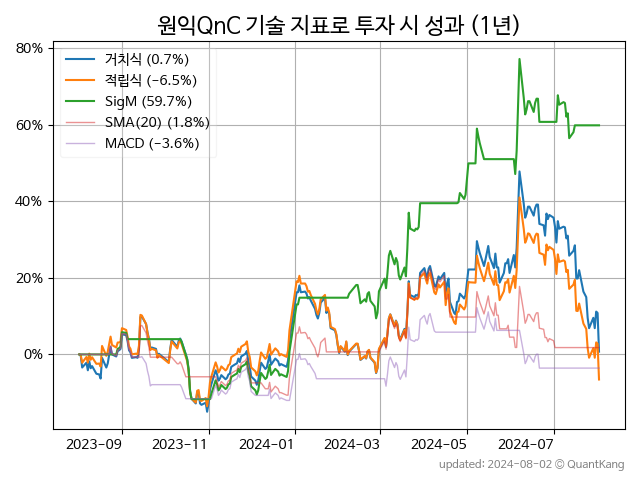 원익QnC 기술 지표로 투자 시 성과 (1년)
80%
60%
40%
20%
0%
거치식 (0.7%)
적립식 (−6.5%)
SigM (59.7%)
SMA(20) (1.8%)
MACD (−3.6%)
2023−09 2023−11 2024−01 2024−03 2024−05 2024−07
updated: 2024−08−02 © QuantKang